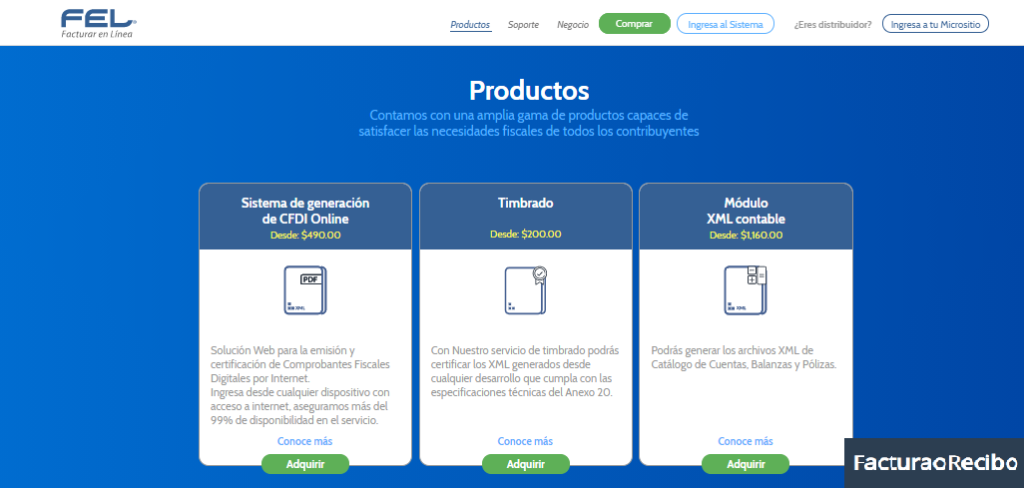 FEL
Facturar en Línea
Productos
Soporte
Negocio
Comprar
Ingresa al Sistema
¿Eres distribuidor?
Ingresa a tu Micrositio
Productos
Contamos con una amplia gama de productos capaces de
satisfacer las necesidades fiscales de todos los contribuyentes
Sistema de generación
de CFDI Online
Desde: $490.00
PDF
XML
Solución Web para la emisión y
certificación de Comprobantes Fiscales
Digitales por Internet.
Ingresa desde cualquier dispositivo con
acceso a internet, aseguramos más del
99% de disponibilidad en el servicio.
Conoce más
Adquirir
Timbrado
Desde: $200.00
Con Nuestro servicio de timbrado podrás
certificar los XML generados desde
cualquier desarrollo que cumpla con las
especificaciones técnicas del Anexo 20.
Conoce más
Adquirir
Módulo
XML contable
Desde: $1,160.00
XML
Podrás generar los archivos XML de
Catálogo de Cuentas, Balanzas y Pólizas.
Conoce más
Adquirir
FacturaoRecibo